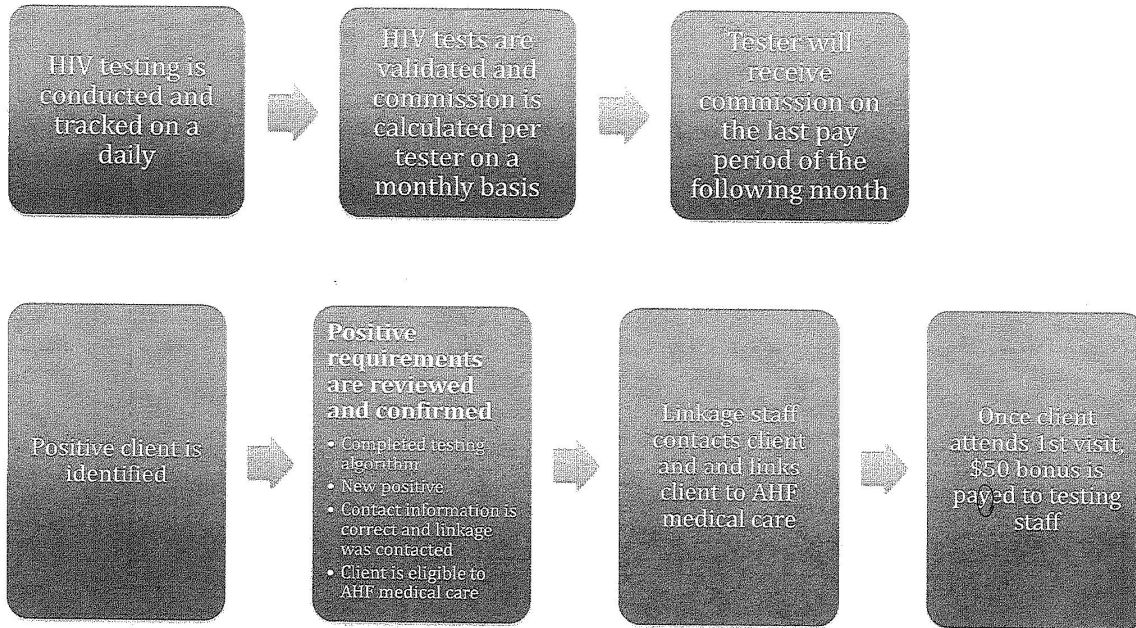 HIV testing is
conducted and
tracked on a
daily
HIV tests are
validated and
commission is
calculated per
tester on a
monthly basis
Tester will
receive
commission on
the last pay
period of the
following month
Positive client is
identified
Positive
requirements
are reviewed
and confirmed
• Completed testing
algorithm
• New positive
• Contact information is
correct and linkage
was contacted
• Client is eligible to
AHF medical care
Linkage staff
contacts client
and and links
client to AHF
medical care
Once client
attends 1st visit,
$50 bonus is
payed to testing
staff